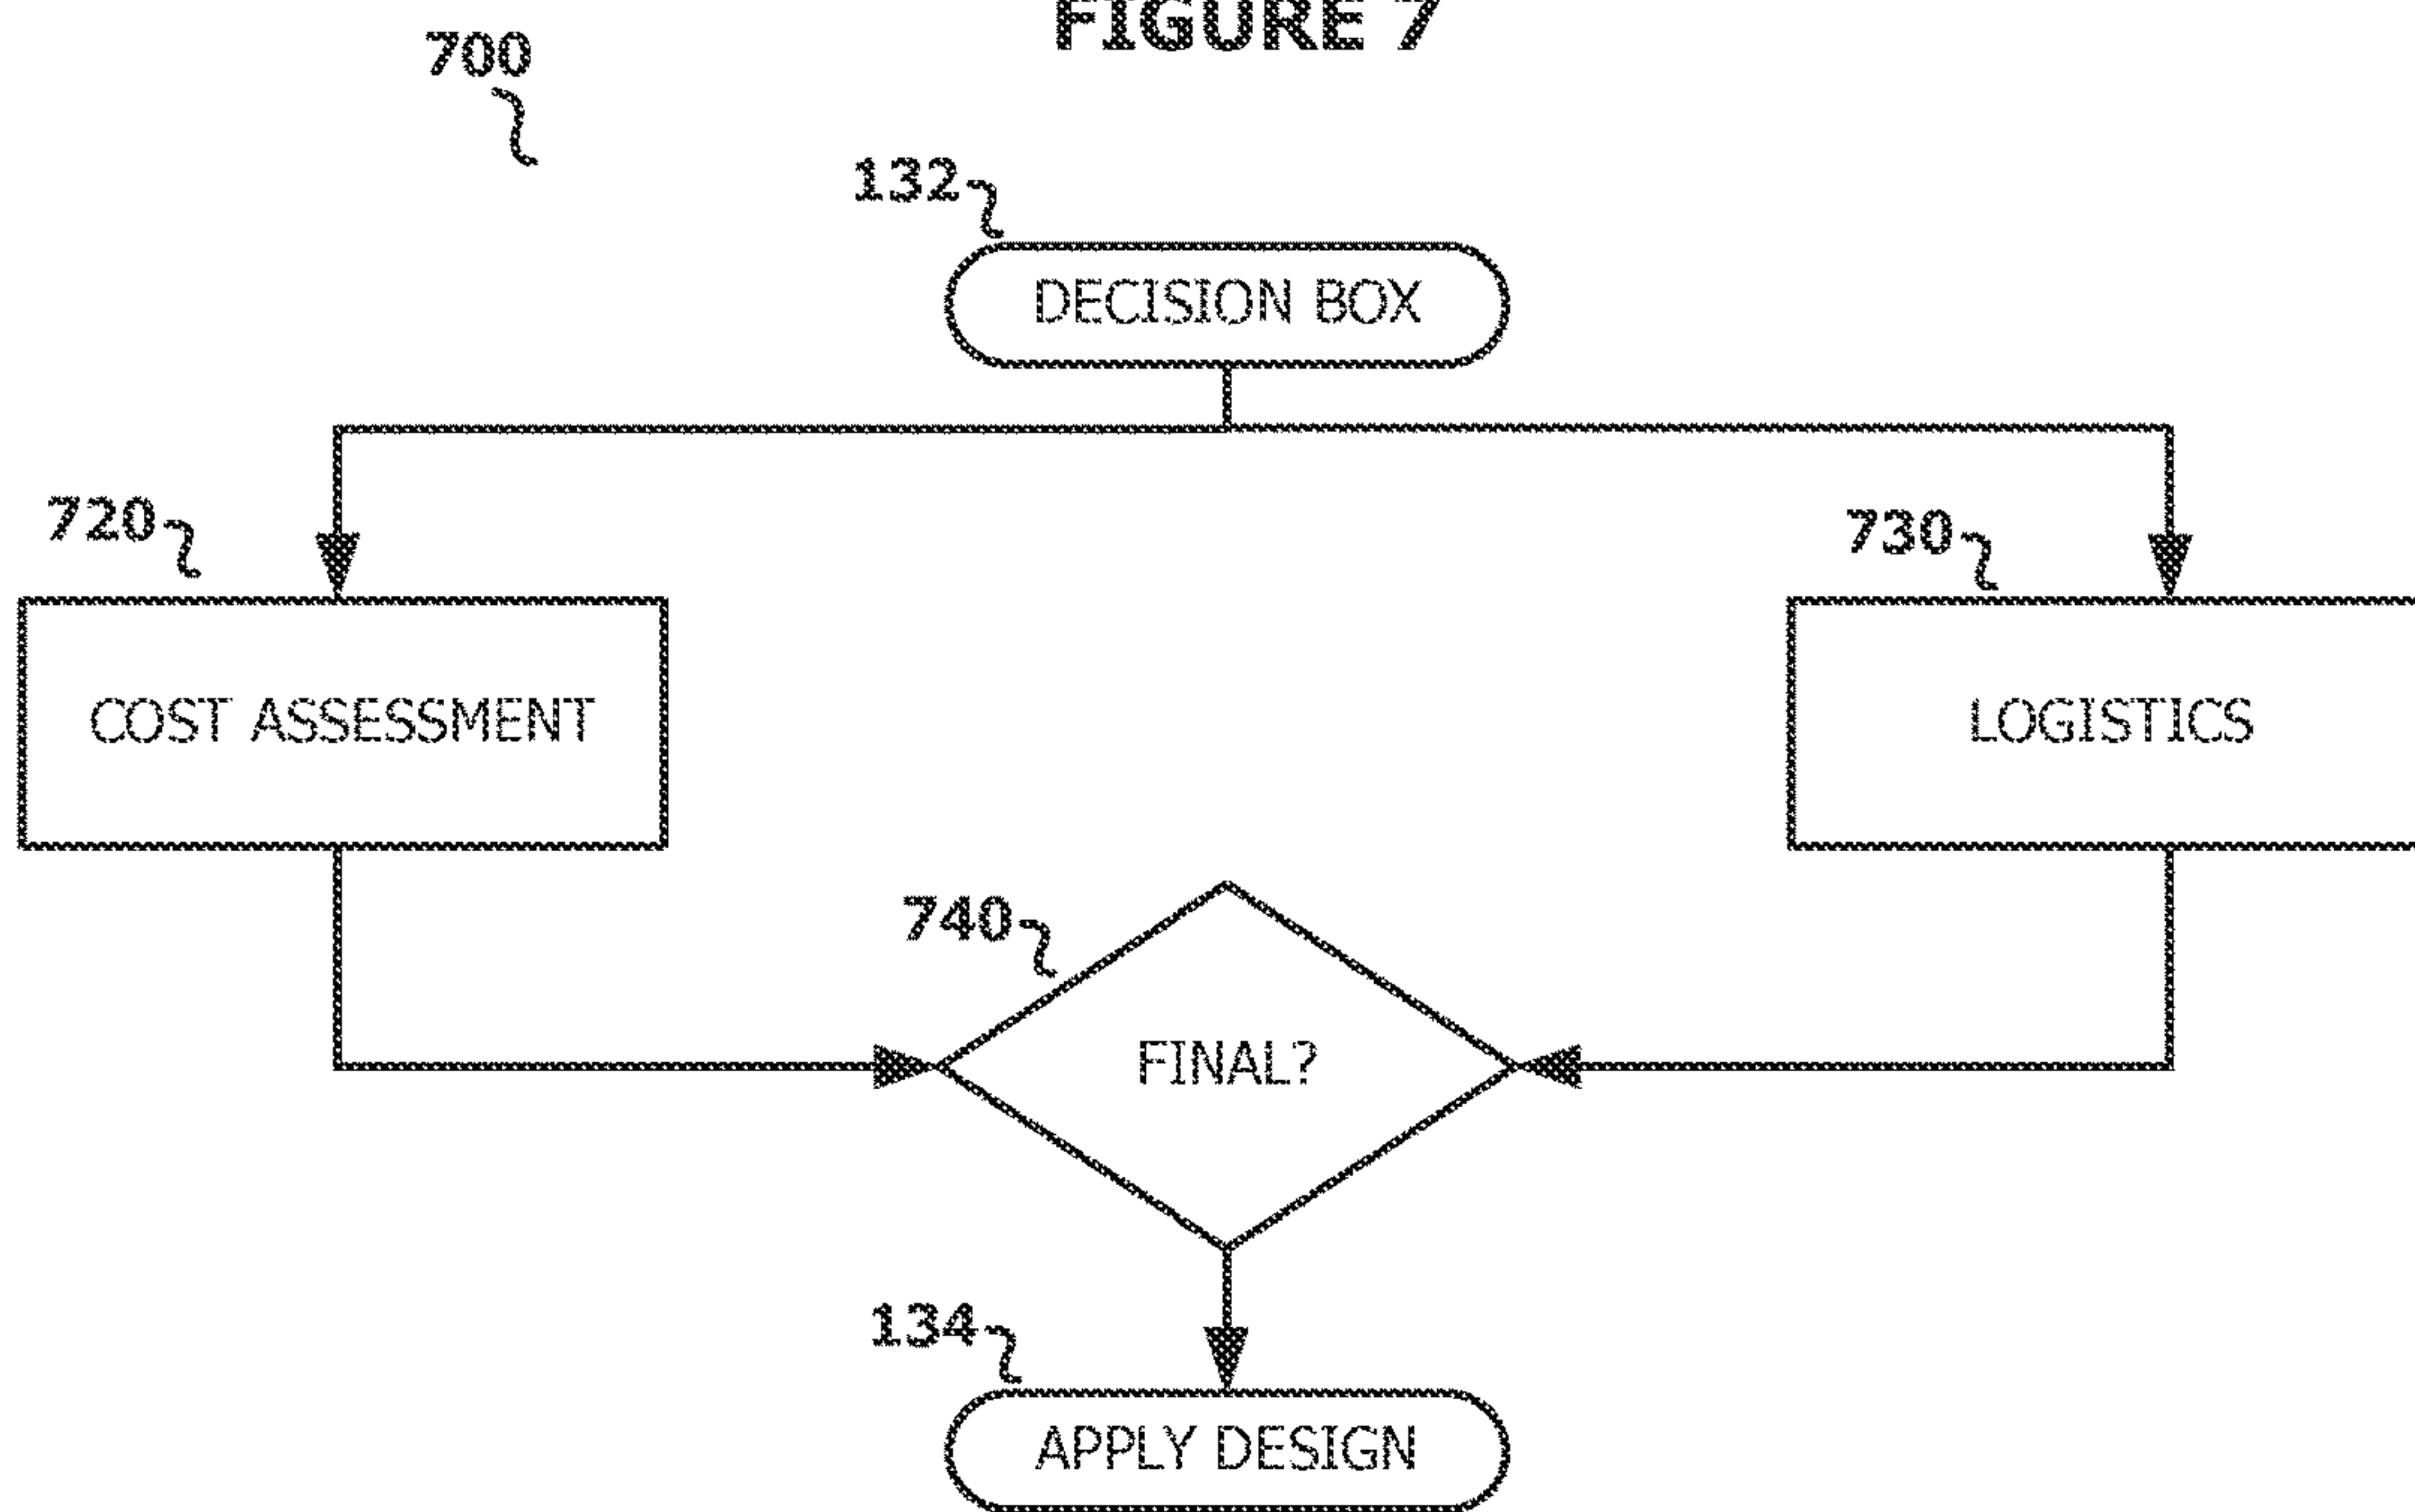 FIGURE 7
700
132
DECISION BOX
720
730
COST ASSESSMENT
LOGISTICS
740
FINAL?
134
APPLY DESIGN